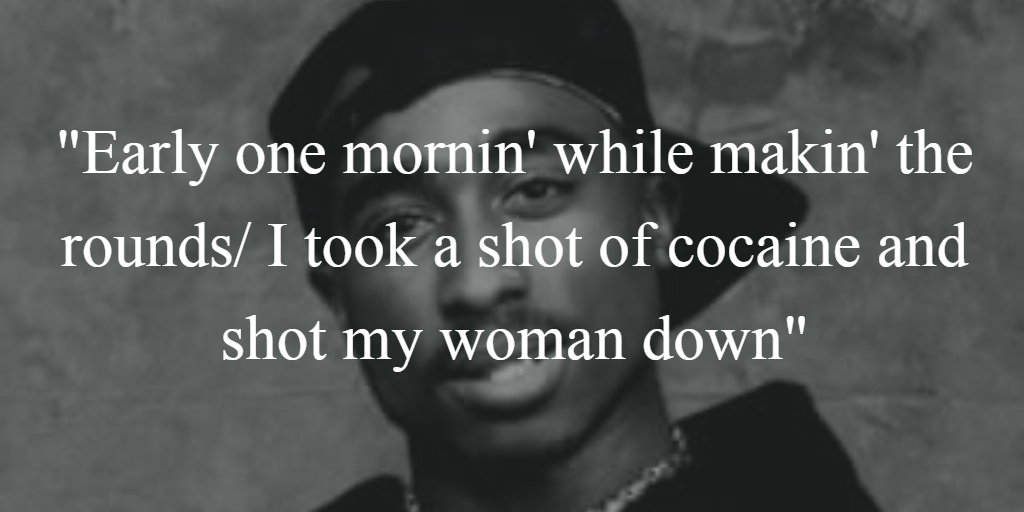 "Early one mornin' while makin' the
rounds/ I took a shot of cocaine and
shot my woman down"